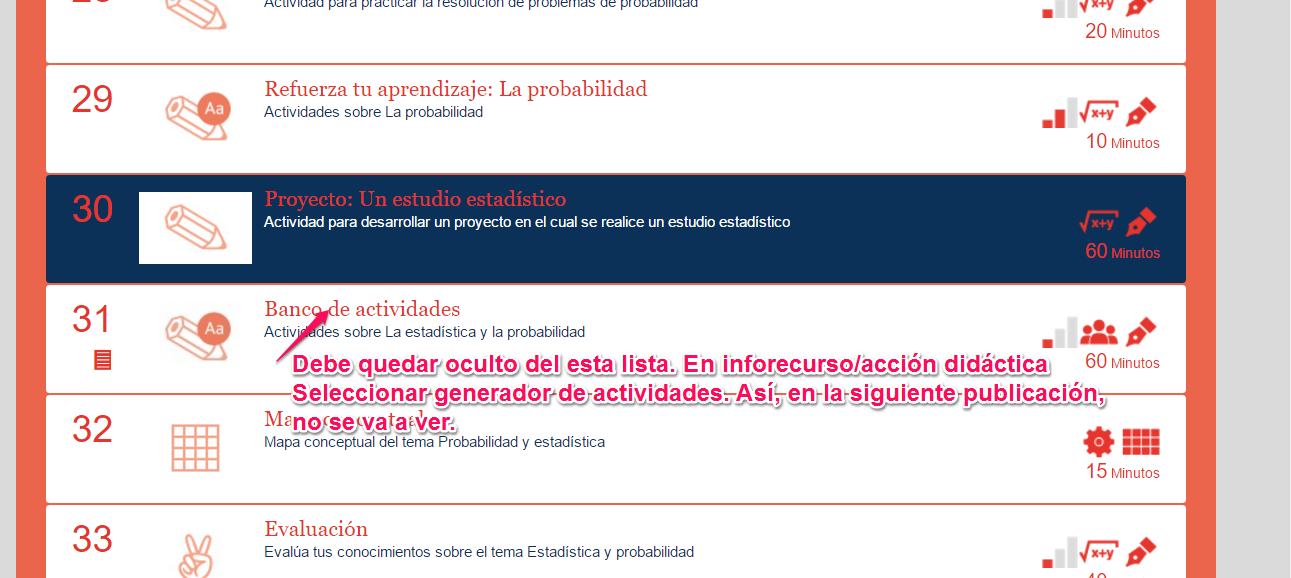 Actividad para practicar la resolución de problemas de probabilidad
20 Minutos
29
Aa
Refuerza tu aprendizaje: La probabilidad
Actividades sobre La probabilidad
√x+y
10 Minutos
30
Proyecto: Un estudio estadístico
Actividad para desarrollar un proyecto en el cual se realice un estudio estadístico
√x+y
60 Minutos
31
Aa
Banco de actividades
Actividades sobre La estadística y la probabilidad
60 Minutos
Debe quedar oculto del esta lista. En inforecurso/acción didáctica
Seleccionar generador de actividades. Así, en la siguiente publicación,
no se va a ver.
32
Mapa conceptual del tema Probabilidad y estadística
15 Minutos
33
Evaluación
Evalúa tus conocimientos sobre el tema Estadística y probabilidad
√x+y